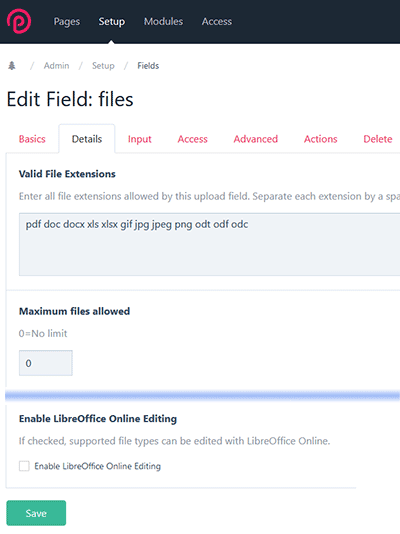 Pages Setup Modules Access
/ Admin / Setup / Fields
Edit Field: files
Basics Details Input Access Advanced Actions Delete
Valid File Extensions
Enter all file extensions allowed by this upload field. Separate each extension by a spa
pdf doc docx xls xlsx gif jpg jpeg png odt odf odc
Maximum files allowed
0=No limit
0
Enable LibreOffice Online Editing
If checked, supported file types can be edited with LibreOffice Online.
Enable LibreOffice Online Editing
Save